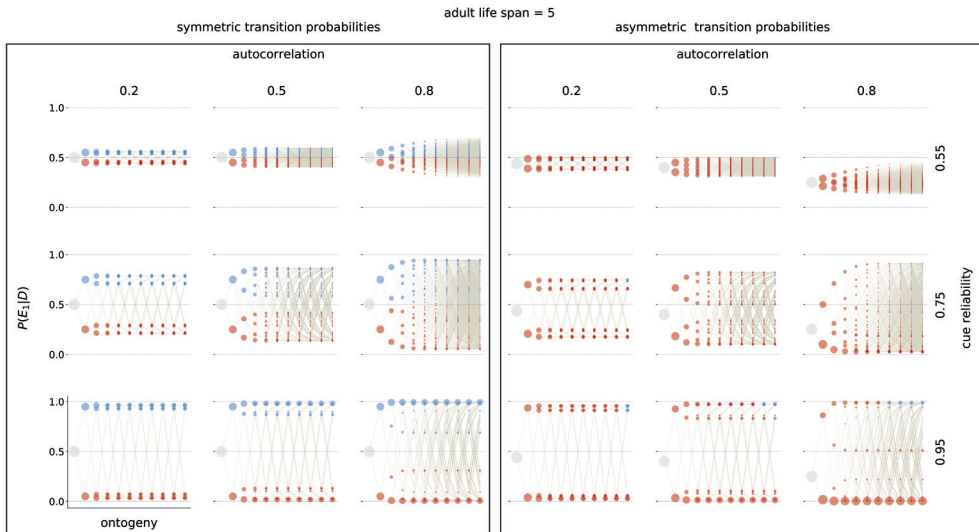 adult life span = 5
symmetric transition probabilities
asymmetric transition probabilities
autocorrelation
autocorrelation
0.2
0.5
0.8
0.2
0.5
0.8
1.0
0.5
0.0
0.55
1.0
0.5
0.0
0.75
1.0
0.5
0.0
0.95
P(E₁|D)
cue reliability
ontogeny